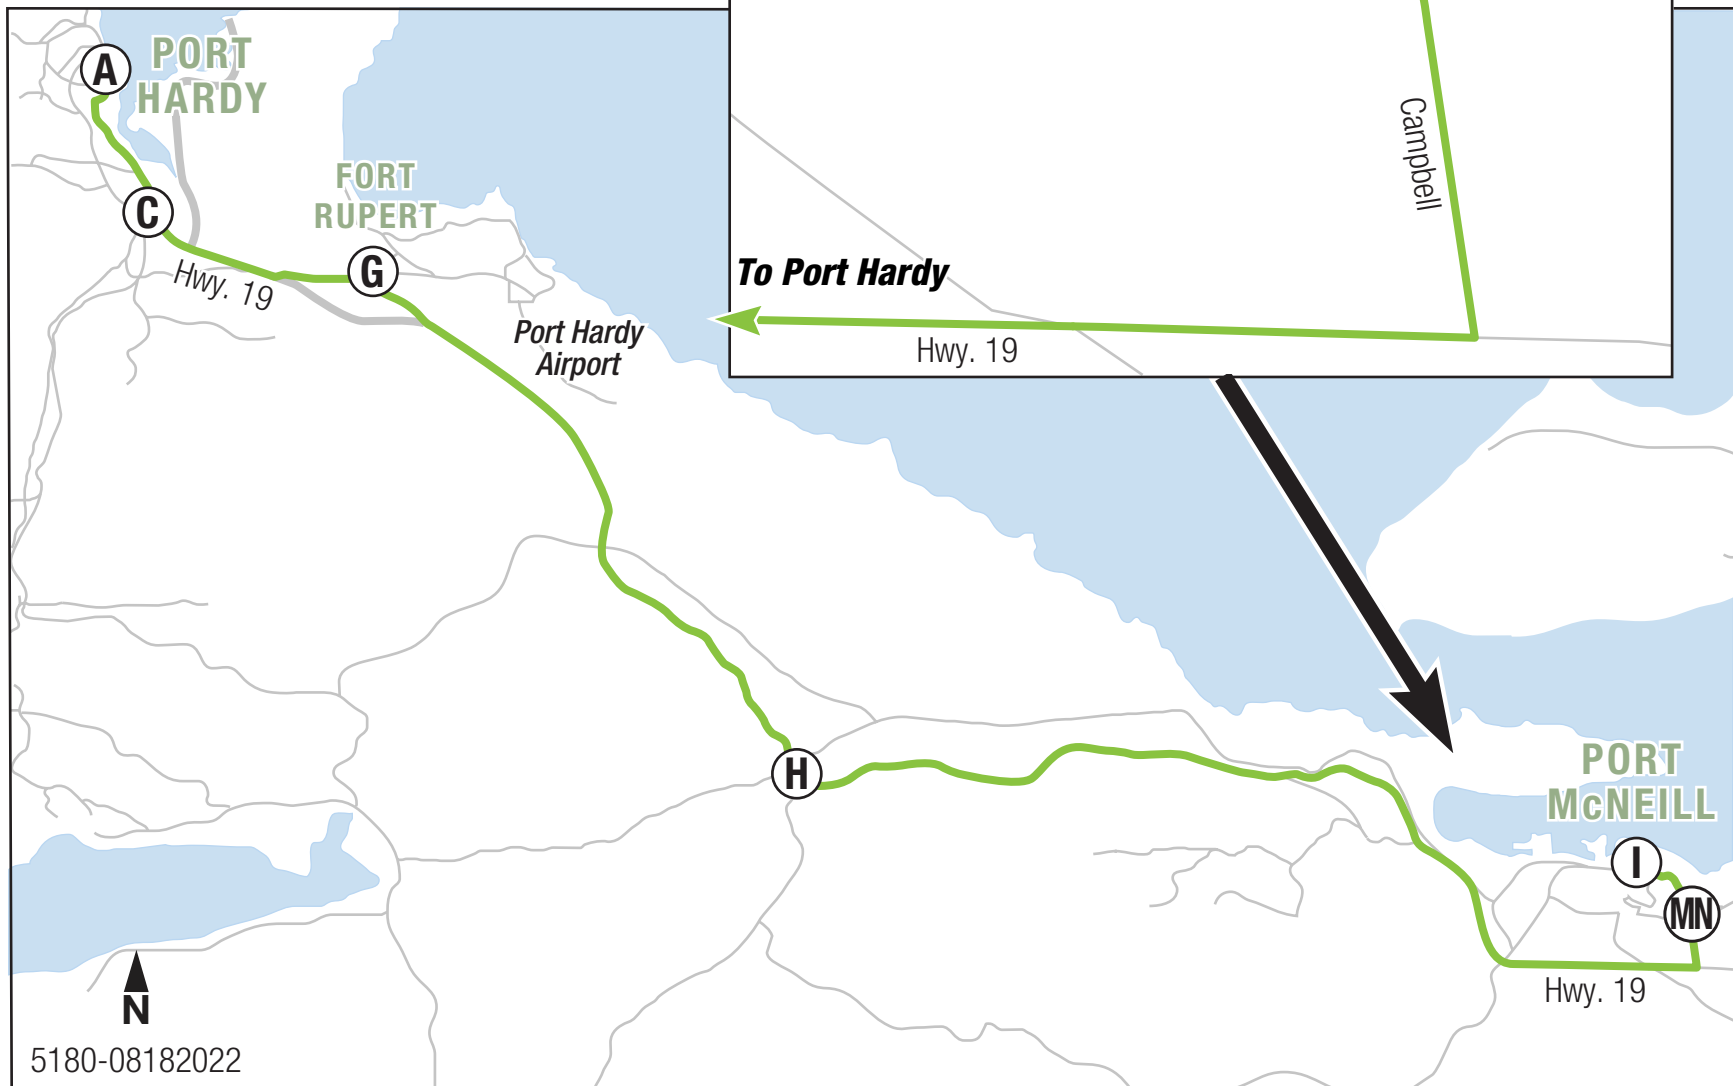 A
PORT
HARDY
C
FORT
RUPERT
G
Hwy. 19
Port Hardy
Airport
Campbell
To Port Hardy
Hwy. 19
H
PORT
McNEILL
I
MN
Hwy. 19
N
5180-08182022